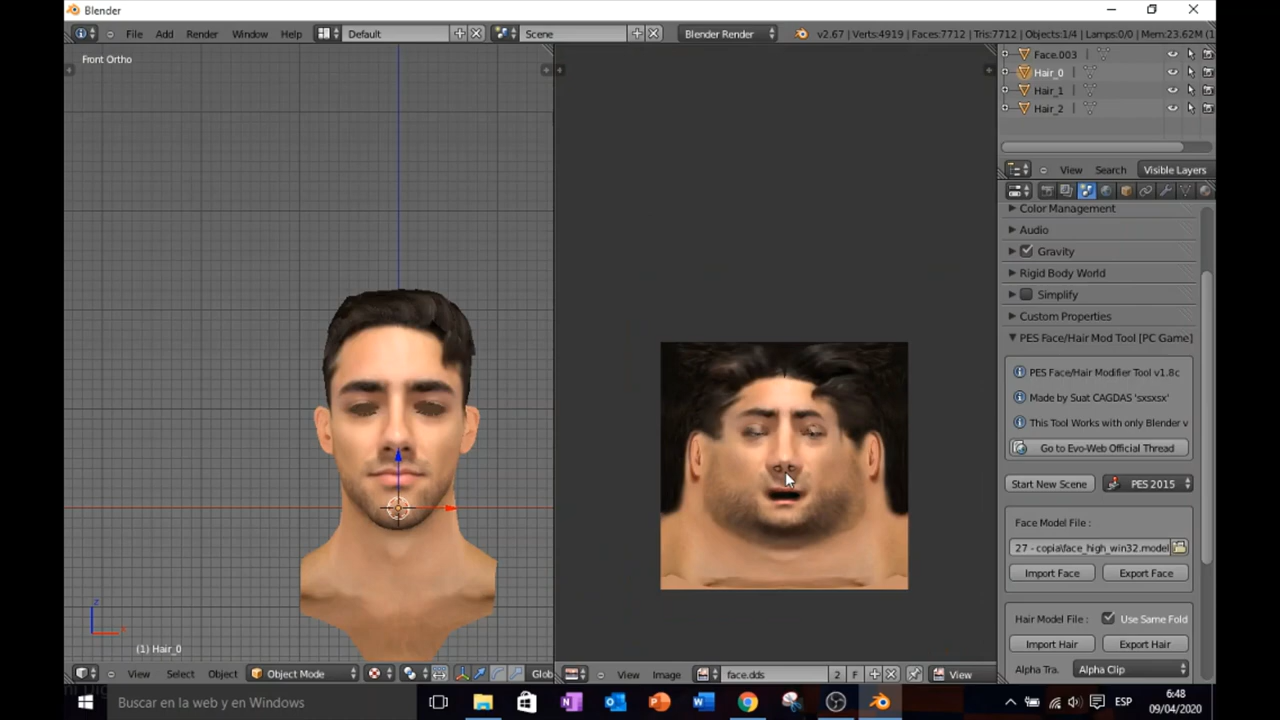 Blender
File Add Render Window Help Default Scene Blender Render v2.67 | Verts:4919 | Faces:7712 | Tris:7712 | Objects:1/4 | Lamps:0/0 | Mem:23.62M
Front Ortho
Face.003
Hair_0
Hair_1
Hair_2
View Search Visible Layers
Color Management
Audio
Gravity
Rigid Body World
Simplify
Custom Properties
PES Face/Hair Mod Tool [PC Game]
PES Face/Hair Modifier Tool v1.8c
Made by Suat CAGDAS 'sxsxsx'
This Tool Works with only Blender v
Go to Evo-Web Official Thread
Start New Scene PES 2015
Face Model File :
27 - copia\face_high_win32.model
Import Face Export Face
Hair Model File : Use Same Fold
Import Hair Export Hair
Alpha Tra. Alpha Clip
z
x
(1) Hair_0
View Select Object Object Mode Glob
View Image face.dds 2 F View
Buscar en la web y en Windows
ESP
6:48
09/04/2020